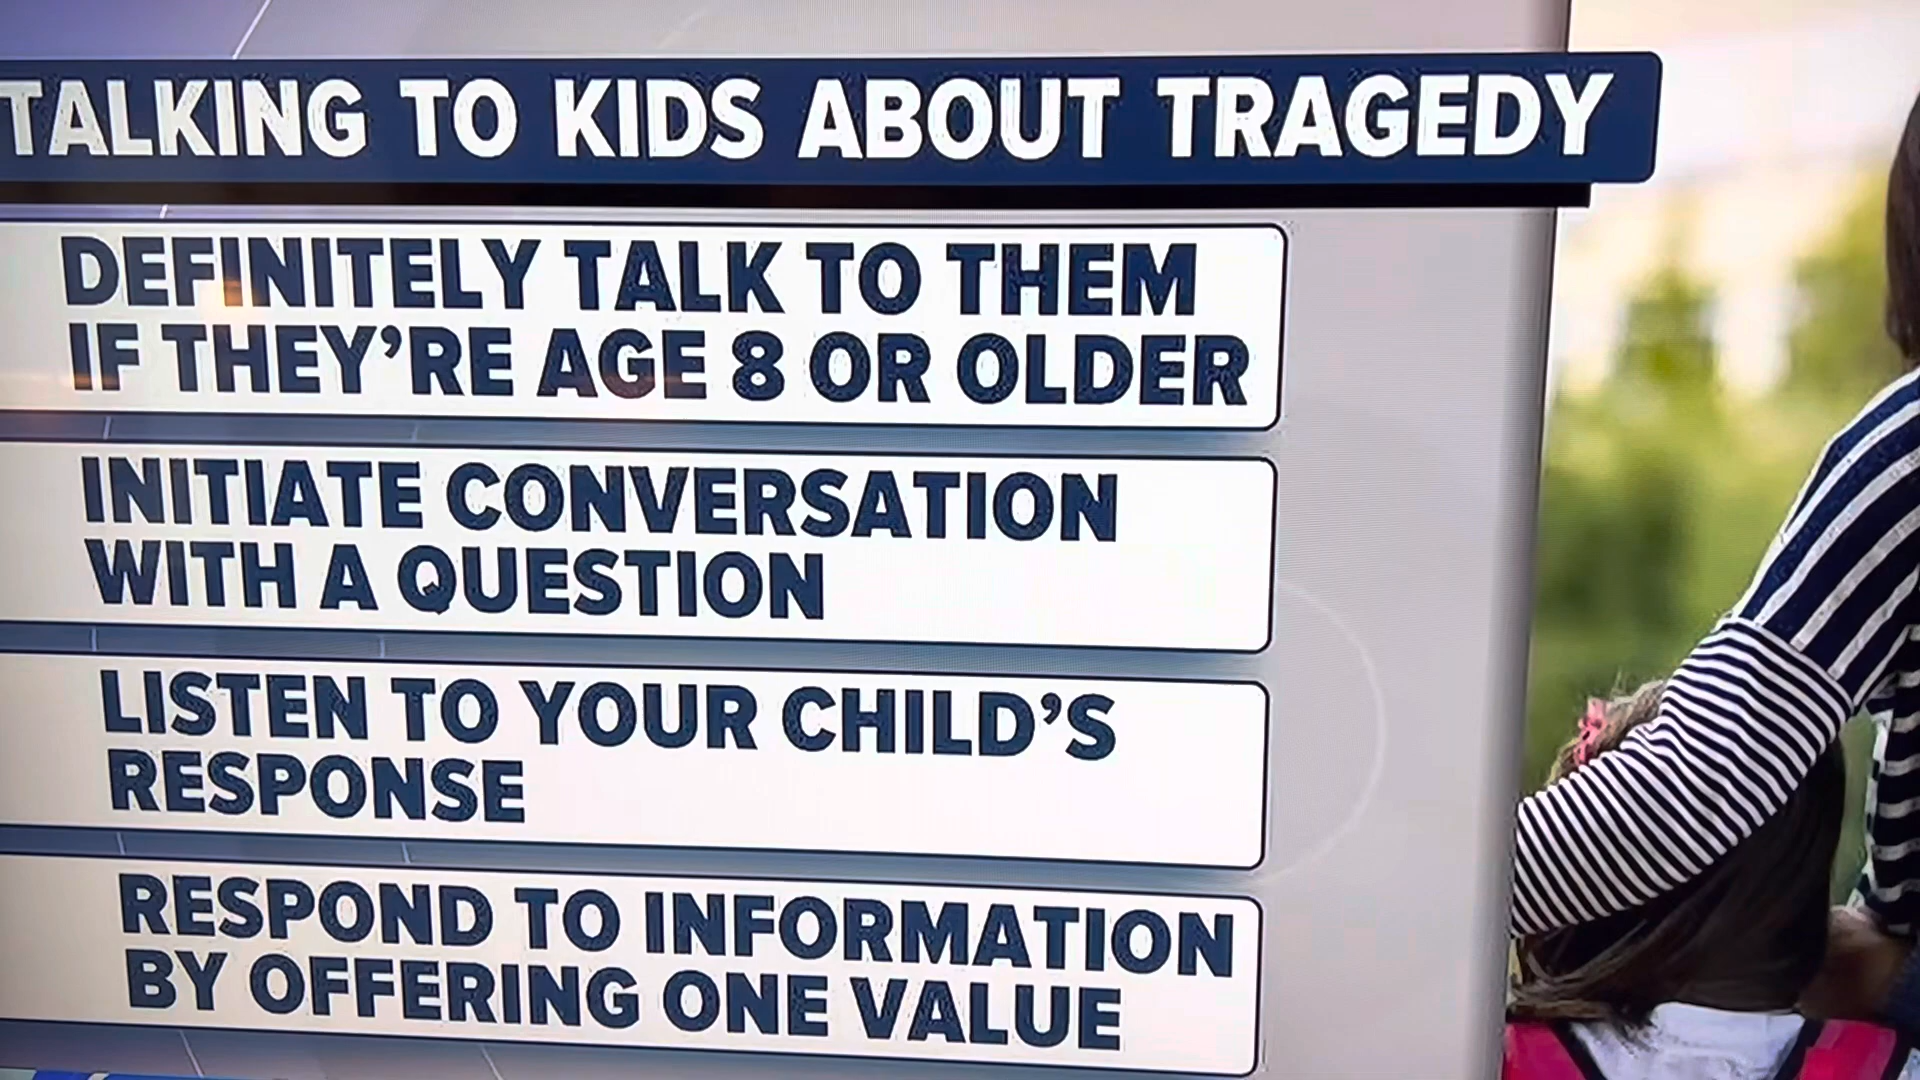 TALKING TO KIDS ABOUT TRAGEDY
DEFINITELY TALK TO THEM
IF THEY'RE AGE 8 OR OLDER
INITIATE CONVERSATION
WITH A QUESTION
LISTEN TO YOUR CHILD'S
RESPONSE
RESPOND TO INFORMATION
BY OFFERING ONE VALUE